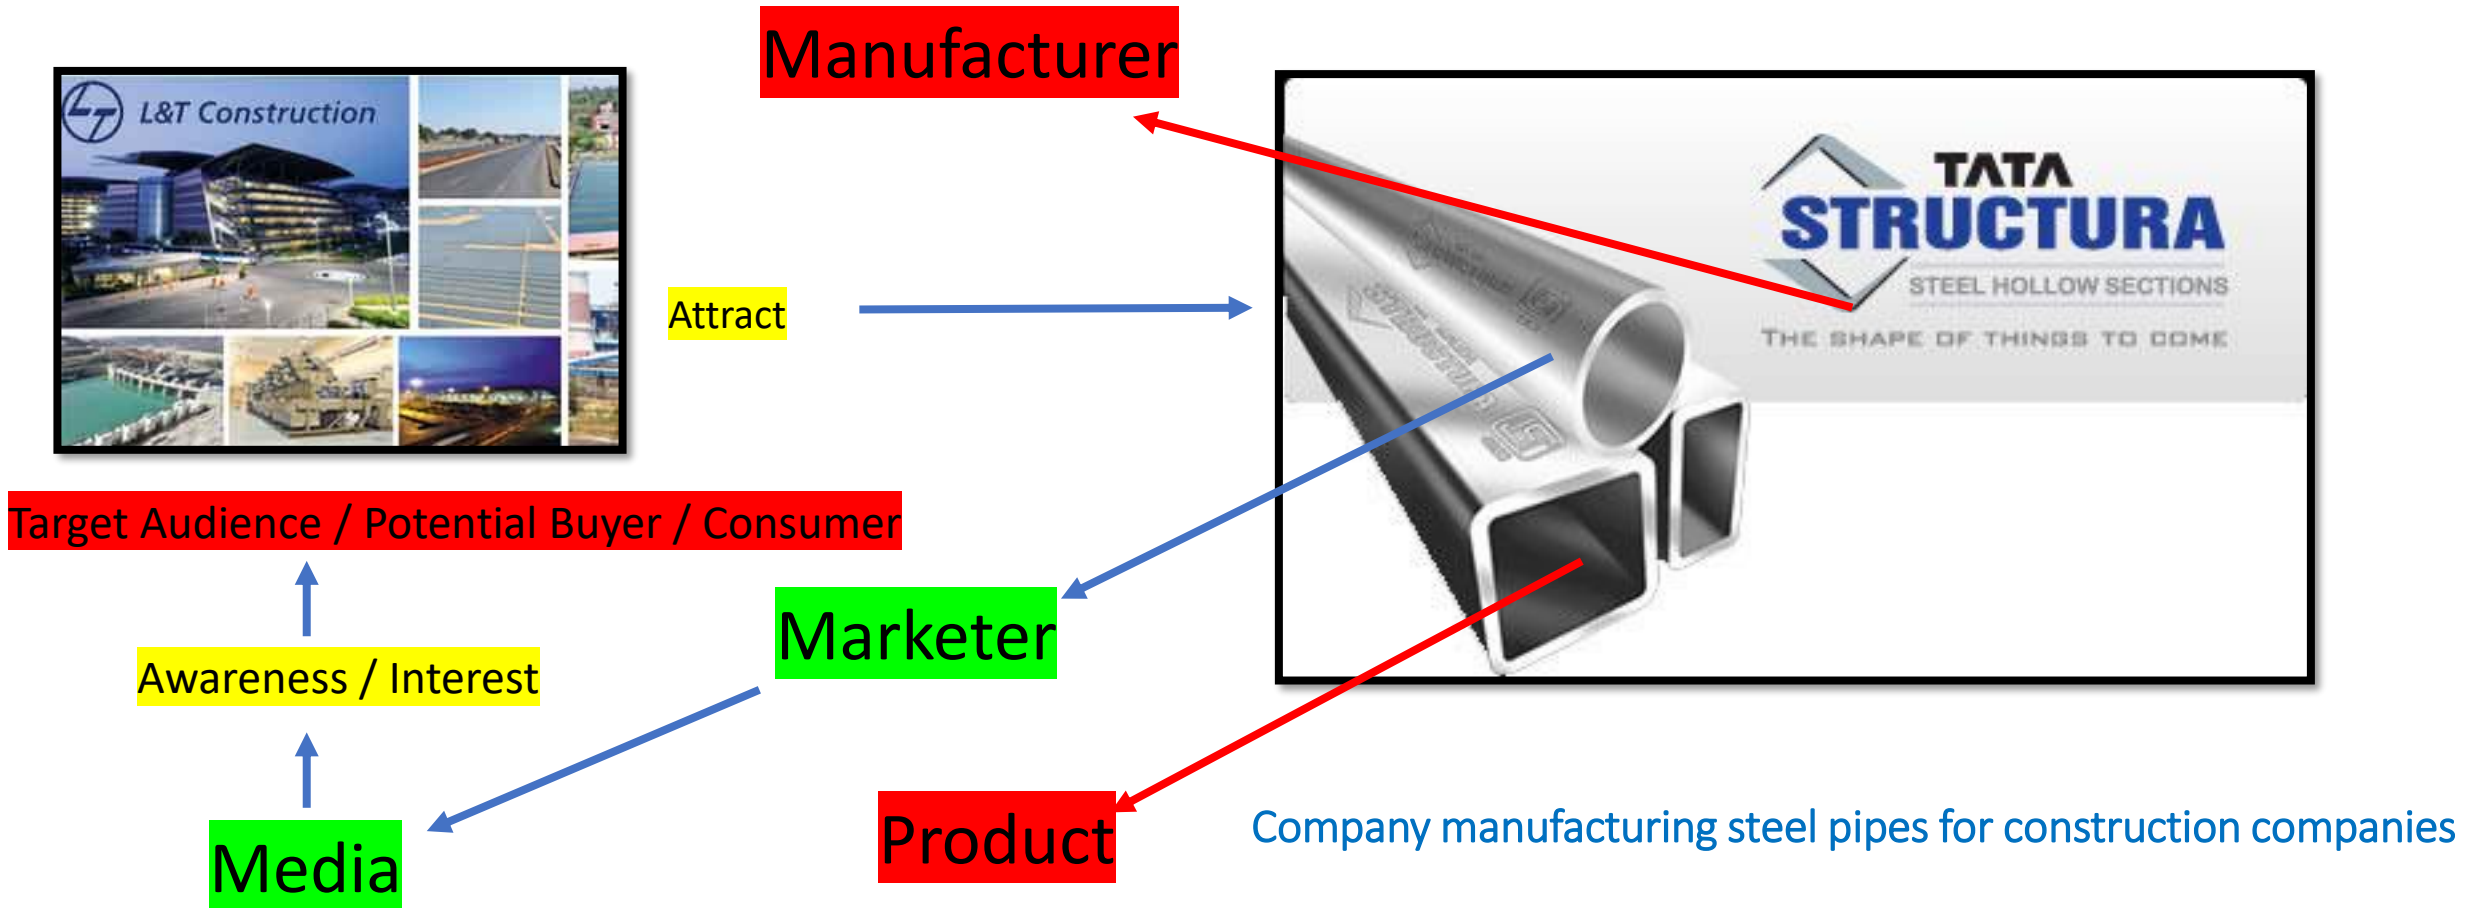 Manufacturer
L&T Construction
TATA
STRUCTURA
STEEL HOLLOW SECTIONS
THE SHAPE OF THINGS TO COME
Attract
Target Audience / Potential Buyer / Consumer
Marketer
Awareness / Interest
Product
Company manufacturing steel pipes for construction companies
Media